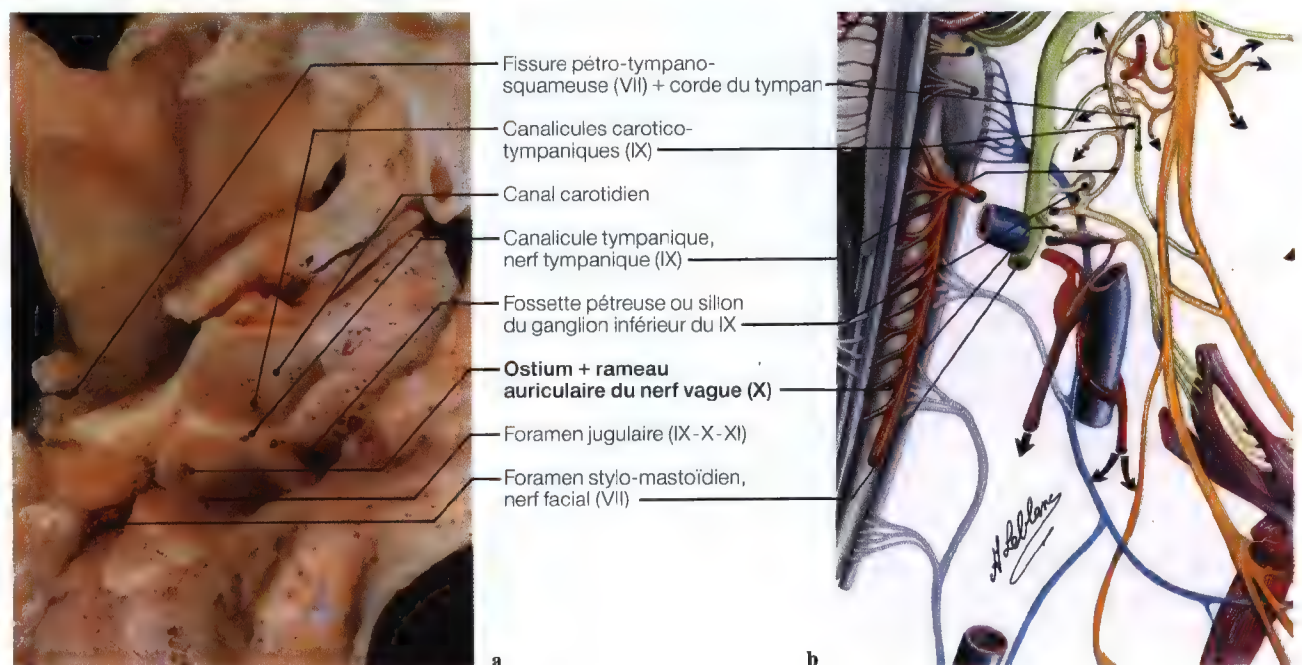 Fissure pétro-tympano-
squameuse (VII) + corde du tympan
Canalicules carotico-
tympaniques (IX)
Canal carotidien
Canalicule tympanique,
nerf tympanique (IX)
Fossette pétreuse ou sillon
du ganglion inférieur du IX
Ostium + rameau
auriculaire du nerf vague (X)
Foramen jugulaire (IX-X-XI)
Foramen stylo-mastoïdien,
nerf facial (VII)
A Leblanc
a
b